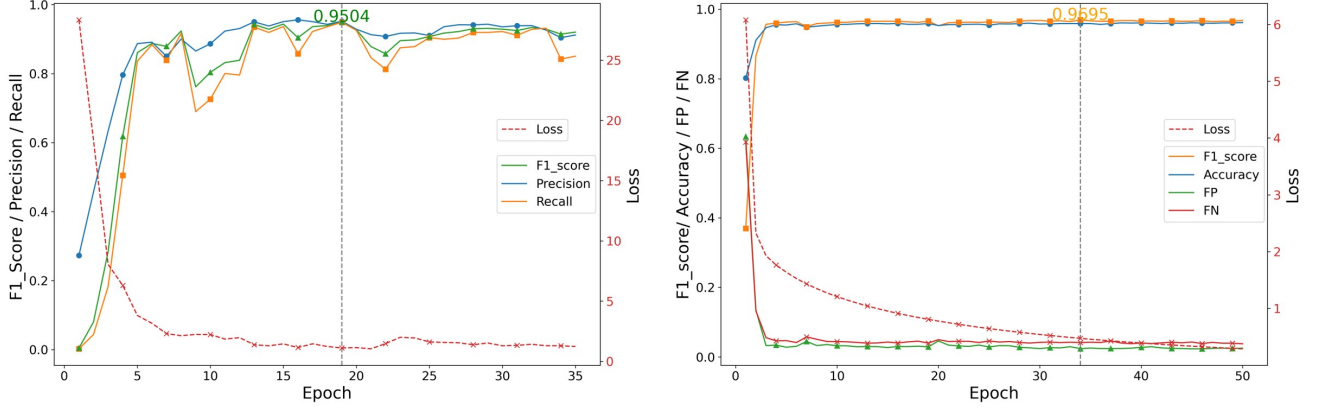 0.9504
1.0
0.8
0.6
0.4
0.2
0.0
F1_Score / Precision / Recall
0
5
10
15
20
25
30
35
Epoch
25
20
15
10
5
0
Loss
Loss
F1_score
Precision
Recall
0.9695
1.0
0.8
0.6
0.4
0.2
0.0
F1_score/ Accuracy / FP / FN
0
10
20
30
40
50
Epoch
6
5
4
3
2
1
Loss
Loss
F1_score
Accuracy
FP
FN